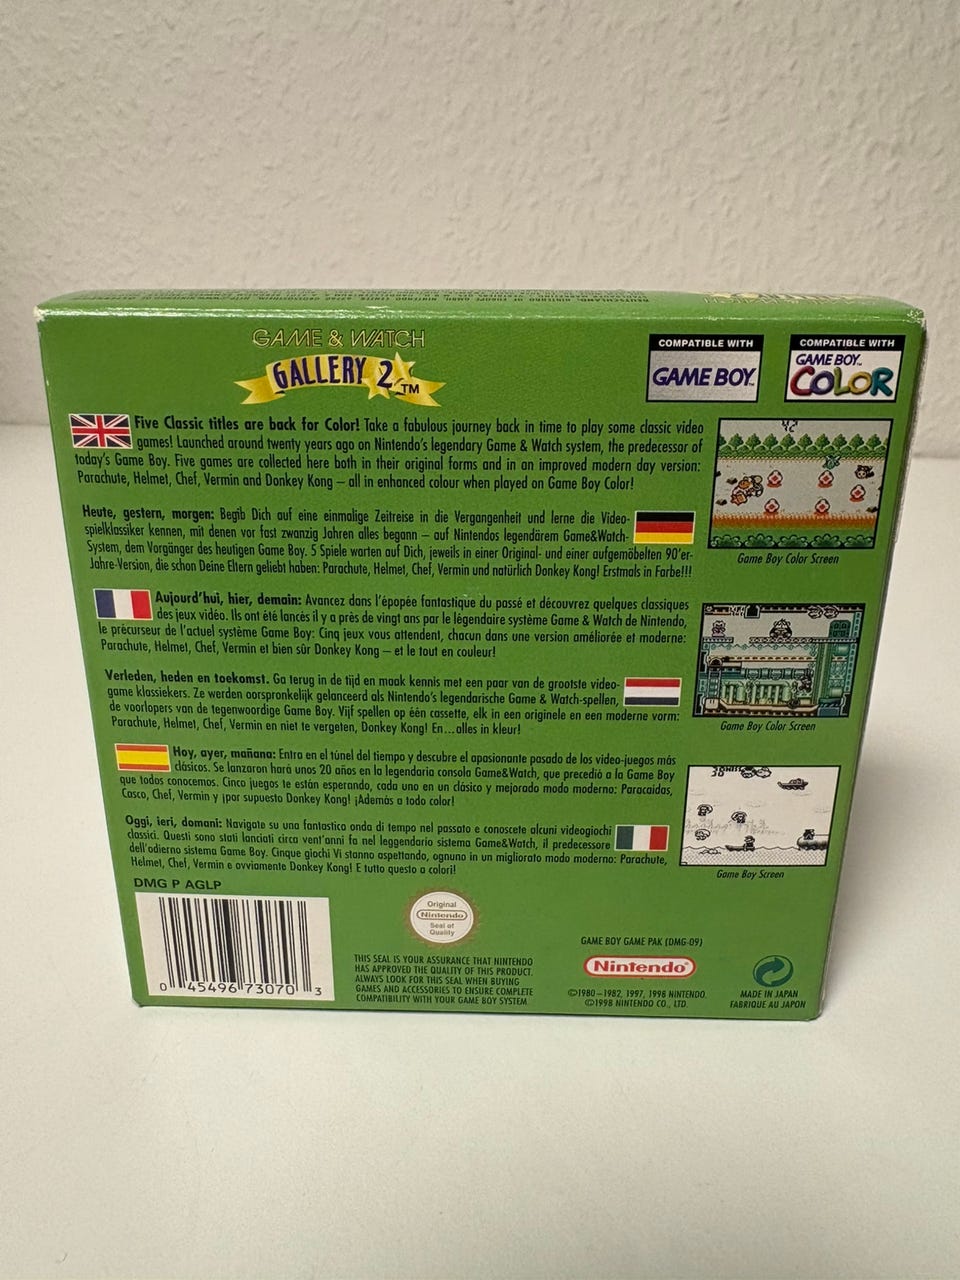 GAME & WATCH
GALLERY 2 TM
COMPATIBLE WITH
GAME BOY TM
COMPATIBLE WITH
GAME BOY TM
COLOR
Five Classic titles are back for Color! Take a fabulous journey back in time to play some classic video
games! Launched around twenty years ago on Nintendo's legendary Game & Watch system, the predecessor of
today's Game Boy. Five games are collected here both in their original forms and in an improved modern day version:
Parachute, Helmet, Chef, Vermin and Donkey Kong – all in enhanced colour when played on Game Boy Color!
Heute, gestern, morgen: Begib Dich auf eine einmalige Zeitreise in die Vergangenheit und lerne die Video-
spielklassiker kennen, mit denen vor fast zwanzig Jahren alles begann – auf Nintendos legendärem Game&Watch-
System, dem Vorgänger des heutigen Game Boy. 5 Spiele warten auf Dich, jeweils in einer Original- und einer aufgemöbelten 90'er-
Jahre-Version, die schon Deine Eltern geliebt haben: Parachute, Helmet, Chef, Vermin und natürlich Donkey Kong! Erstmals in Farbe!!!
Game Boy Color Screen
Aujourd'hui, hier, demain: Avancez dans l'épopée fantastique du passé et découvrez quelques classiques
des jeux vidéo. Ils ont été lancés il y a près de vingt ans par le légendaire système Game & Watch de Nintendo,
le précurseur de l'actuel système Game Boy: Cinq jeux vous attendent, chacun dans une version améliorée et moderne:
Parachute, Helmet, Chef, Vermin et bien sûr Donkey Kong – et le tout en couleur!
Verleden, heden en toekomst. Ga terug in de tijd en maak kennis met een paar van de grootste video-
game klassiekers. Ze werden oorspronkelijk gelanceerd als Nintendo's legendarische Game & Watch-spellen,
de voorlopers van de tegenwoordige Game Boy. Vijf spellen op één cassette, elk in een originele en een moderne vorm:
Parachute, Helmet, Chef, Vermin en niet te vergeten, Donkey Kong! En...alles in kleur!
Game Boy Color Screen
Hoy, ayer, mañana: Entra en el túnel del tiempo y descubre el apasionante pasado de los video-juegos más
clásicos. Se lanzaron hará unos 20 años en la legendaria consola Game&Watch, que precedió a la Game Boy
que todos conocemos. Cinco juegos te están esperando, cada uno en un clásico y mejorado modo moderno: Paracaídas,
Casco, Chef, Vermin y ¡por supuesto Donkey Kong! ¡Además a todo color!
Oggi, ieri, domani: Navigate su una fantastica onda di tempo nel passato e conoscete alcuni videogiochi
classici. Questi sono stati lanciati circa vent'anni fa nel leggendario sistema Game&Watch, il predecessore
dell'odierno sistema Game Boy. Cinque giochi Vi stanno aspettando, ognuno in un migliorato modo moderno: Parachute,
Helmet, Chef, Vermin e ovviamente Donkey Kong! E tutto questo a colori!
Game Boy Screen
DMG P AGLP
0 45496 73070 3
Original
Nintendo
Seal of
Quality
THIS SEAL IS YOUR ASSURANCE THAT NINTENDO
HAS APPROVED THE QUALITY OF THIS PRODUCT.
ALWAYS LOOK FOR THIS SEAL WHEN BUYING
GAMES AND ACCESSORIES TO ENSURE COMPLETE
COMPATIBILITY WITH YOUR GAME BOY SYSTEM.
GAME BOY GAME PAK (DMG-09)
Nintendo
©1980–1982, 1997, 1998 NINTENDO.
©1998 NINTENDO CO., LTD.
MADE IN JAPAN
FABRIQUE AU JAPON